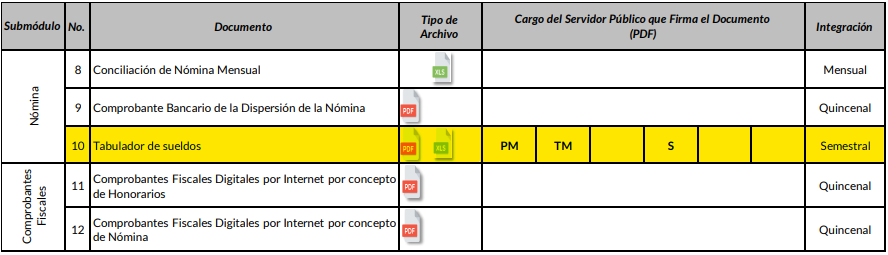 Submódulo No. Documento Tipo de Archivo Cargo del Servidor Público que Firma el Documento (PDF) Integración
Nómina
8 Conciliación de Nómina Mensual XLS Mensual
9 Comprobante Bancario de la Dispersión de la Nómina PDF Quincenal
10 Tabulador de sueldos PDF XLS PM TM S Semestral
Comprobantes Fiscales
11 Comprobantes Fiscales Digitales por Internet por concepto
de Honorarios PDF Quincenal
12 Comprobantes Fiscales Digitales por Internet por concepto
de Nómina PDF Quincenal